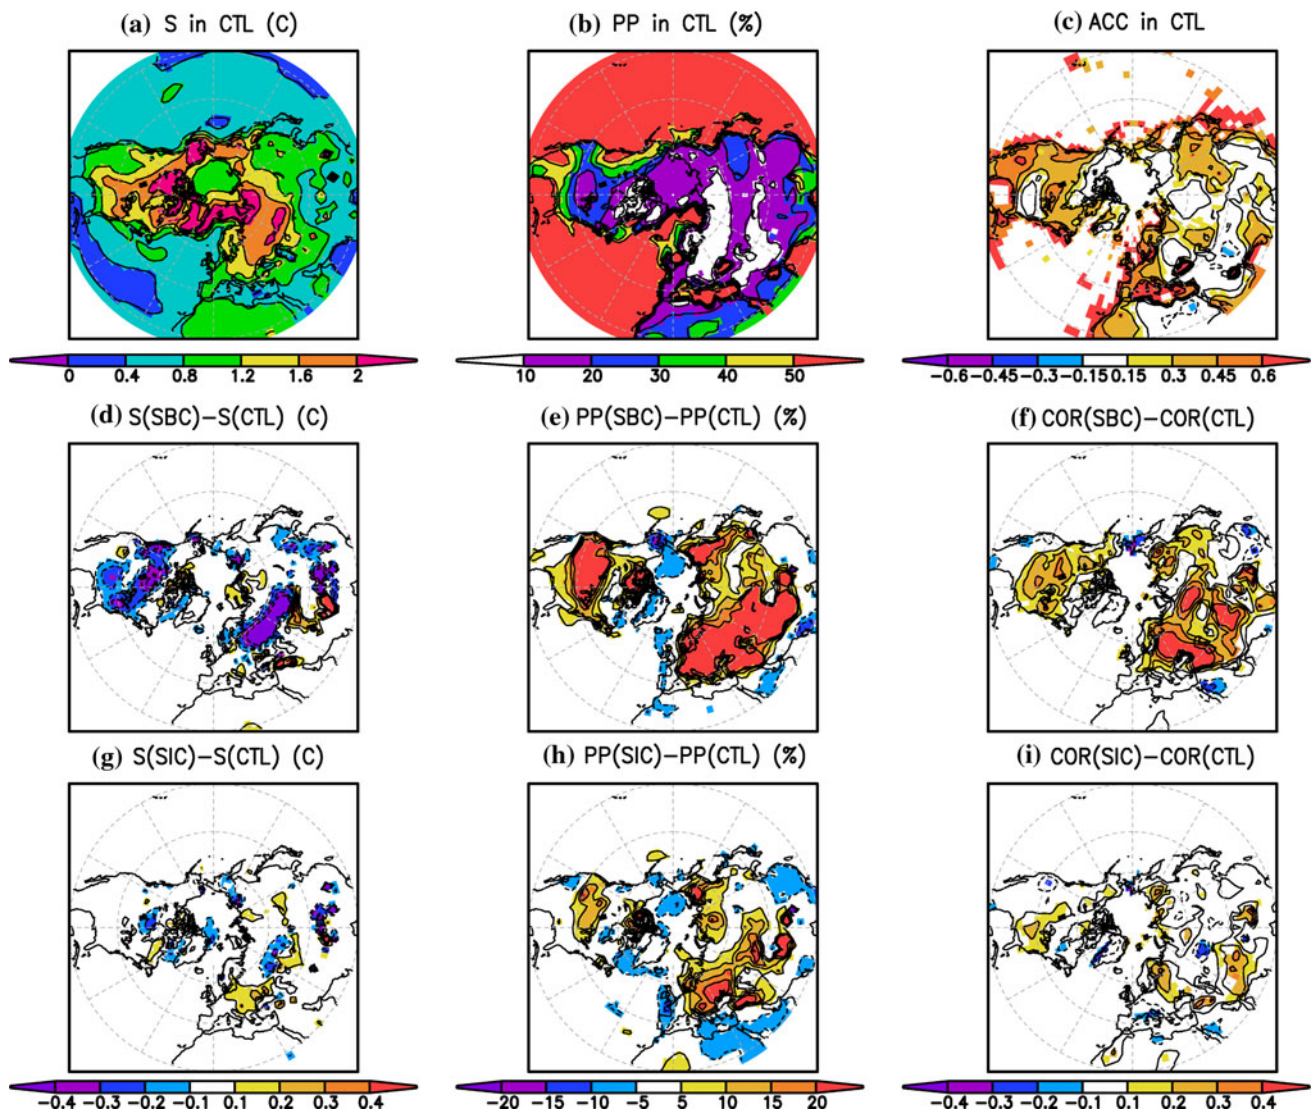 (a) S in CTL (C)
(b) PP in CTL (%)
(c) ACC in CTL
0 0.4 0.8 1.2 1.6 2
10 20 30 40 50
-0.6 -0.45 -0.3 -0.15 0.15 0.3 0.45 0.6
(d) S(SBC)-S(CTL) (C)
(e) PP(SBC)-PP(CTL) (%)
(f) COR(SBC)-COR(CTL)
(g) S(SIC)-S(CTL) (C)
(h) PP(SIC)-PP(CTL) (%)
(i) COR(SIC)-COR(CTL)
-0.4 -0.3 -0.2 -0.1 0.1 0.2 0.3 0.4
-20 -15 -10 -5 5 10 15 20
-0.4 -0.3 -0.2 -0.1 0.1 0.2 0.3 0.4